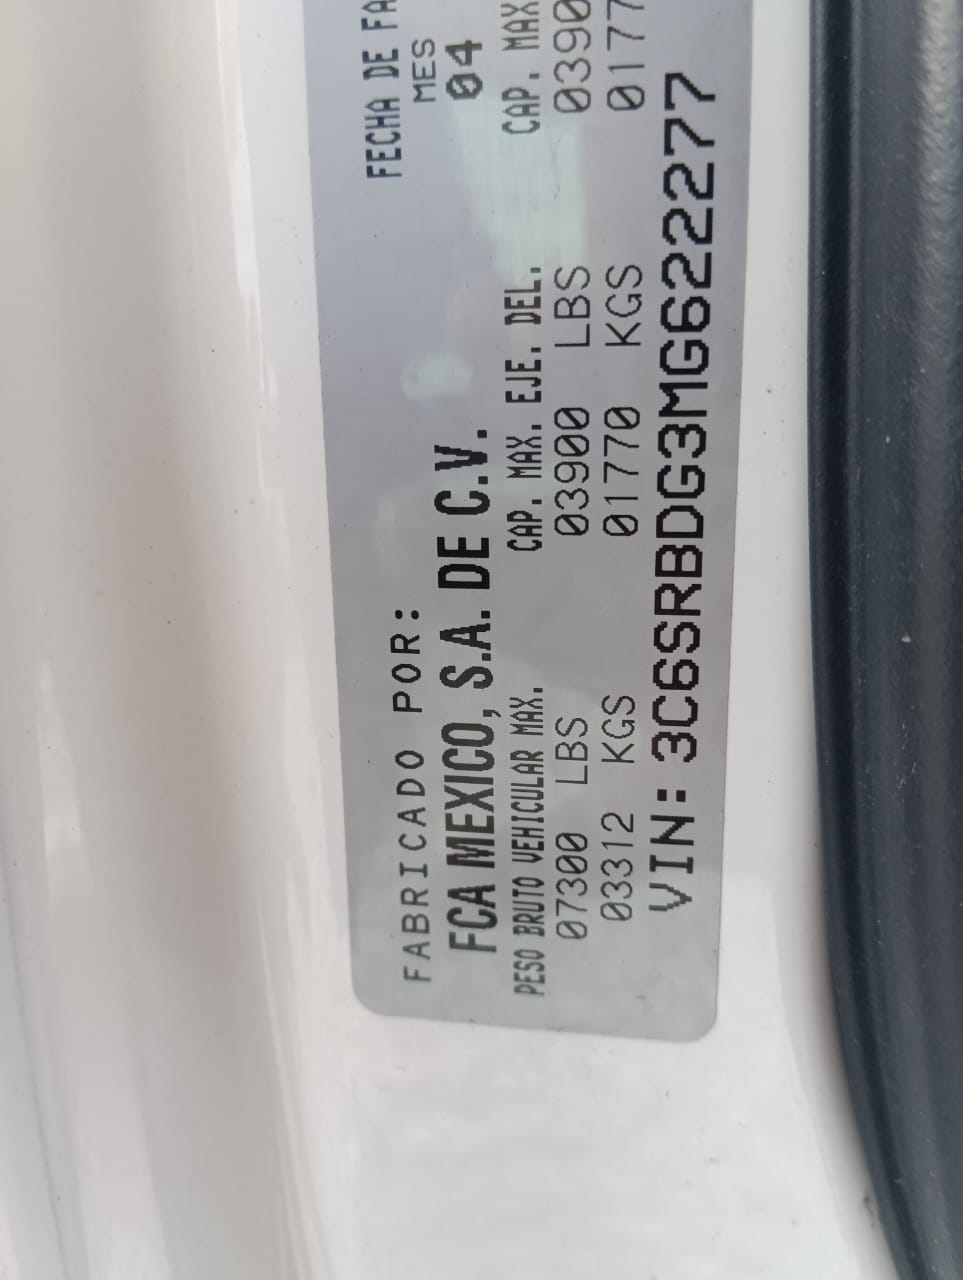 FABRICADO POR:
FECHA DE FA
FCA MEXICO, S.A. DE C.V.
MES
04
PESO BRUTO VEHICULAR MAX.
CAP. MAX. EJE. DEL.
CAP. MAX
07300 LBS
03900 LBS
0390
03312 KGS
01770 KGS
0177
VIN: 3C6SRBDG3MG622277